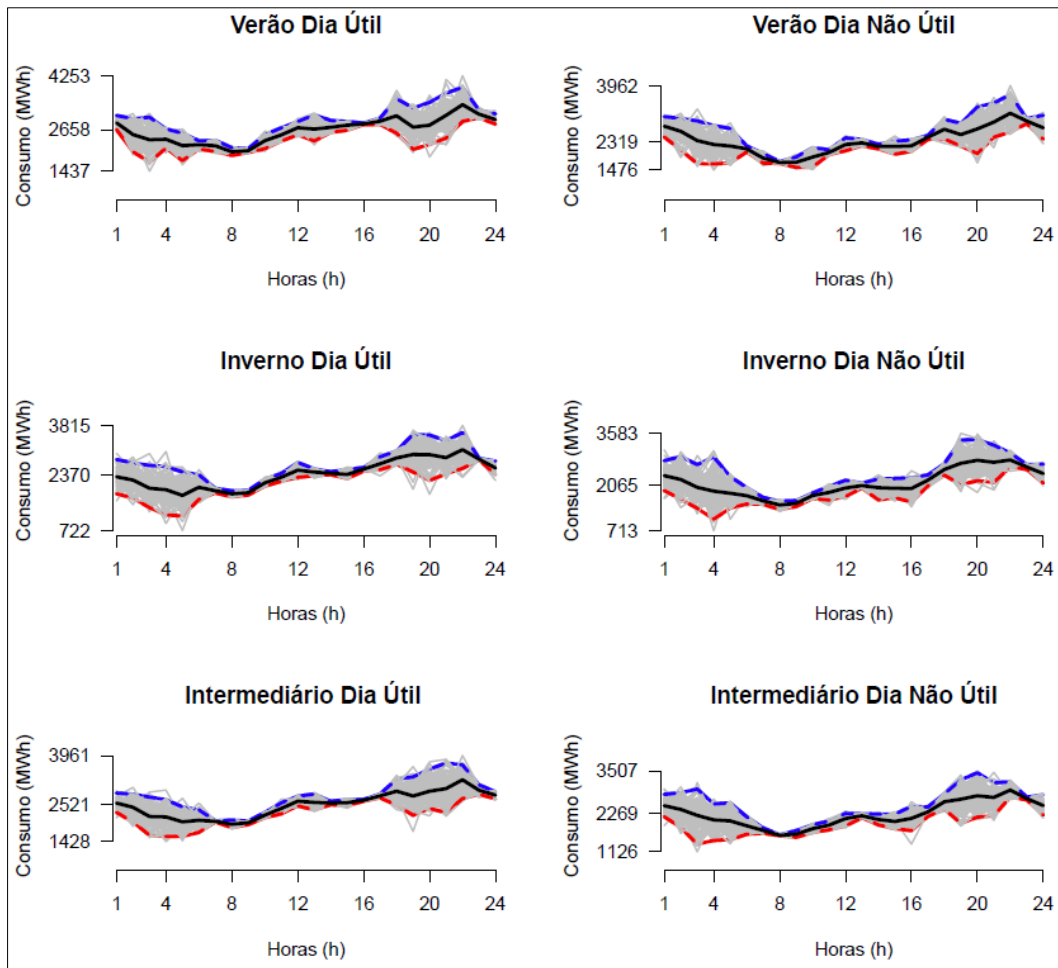 Verão Dia Útil
Consumo (MWh)
4253
2658
1437
1 4 8 12 16 20 24
Horas (h)
Verão Dia Não Útil
Consumo (MWh)
3962
2319
1476
1 4 8 12 16 20 24
Horas (h)
Inverno Dia Útil
Consumo (MWh)
3815
2370
722
1 4 8 12 16 20 24
Horas (h)
Inverno Dia Não Útil
Consumo (MWh)
3583
2065
713
1 4 8 12 16 20 24
Horas (h)
Intermediário Dia Útil
Consumo (MWh)
3961
2521
1428
1 4 8 12 16 20 24
Horas (h)
Intermediário Dia Não Útil
Consumo (MWh)
3507
2269
1126
1 4 8 12 16 20 24
Horas (h)